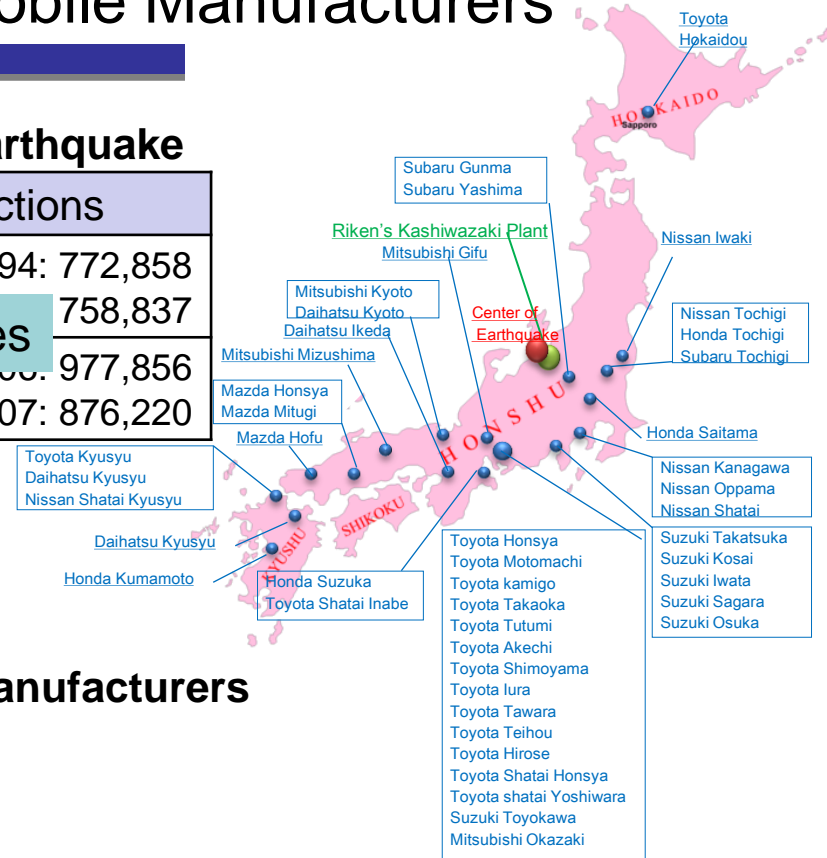 obile Manufacturers
arthquake
ctions
94: 772,858
758,837
es
977,856
07: 876,220
anufacturers
Toyota
Hokaidou
HOKKAIDO
Sapporo
Subaru Gunma
Subaru Yashima
Riken's Kashiwazaki Plant
Mitsubishi Gifu
Nissan Iwaki
Mitsubishi Kyoto
Daihatsu Kyoto
Daihatsu Ikeda
Center of
Earthquake
Nissan Tochigi
Honda Tochigi
Subaru Tochigi
Mitsubishi Mizushima
Mazda Honsya
Mazda Mitugi
Mazda Hofu
HONSHU
Honda Saitama
Toyota Kyusyu
Daihatsu Kyusyu
Nissan Shatai Kyusyu
Nissan Kanagawa
Nissan Oppama
Nissan Shatai
SHIKOKU
KYUSHU
Daihatsu Kyusyu
Honda Kumamoto
Honda Suzuka
Toyota Shatai Inabe
Suzuki Takatsuka
Suzuki Kosai
Suzuki Iwata
Suzuki Sagara
Suzuki Osuka
Toyota Honsya
Toyota Motomachi
Toyota kamigo
Toyota Takaoka
Toyota Tutumi
Toyota Akechi
Toyota Shimoyama
Toyota Iura
Toyota Tawara
Toyota Teihou
Toyota Hirose
Toyota Shatai Honsya
Toyota shatai Yoshiwara
Suzuki Toyokawa
Mitsubishi Okazaki